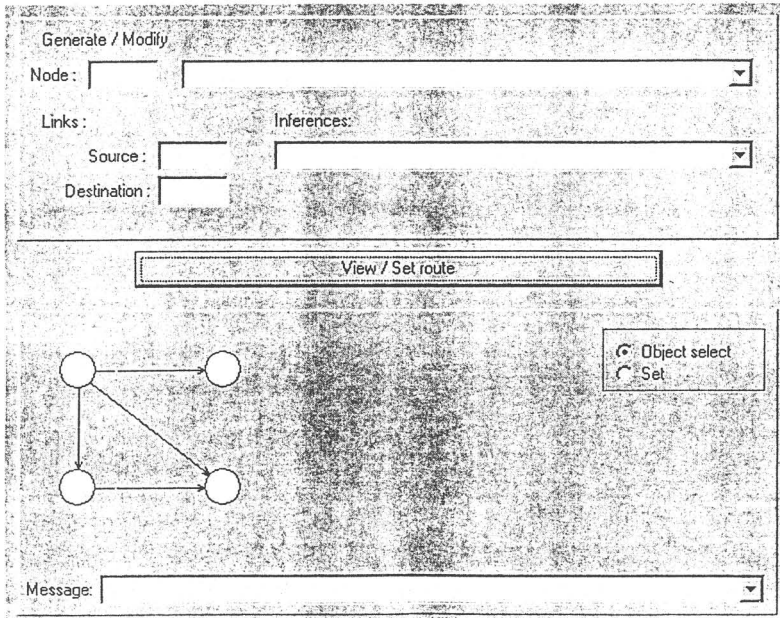 Generate / Modify
Node :
Links :
Inferences:
Source :
Destination :
View / Set route
Object select
Set
Message: